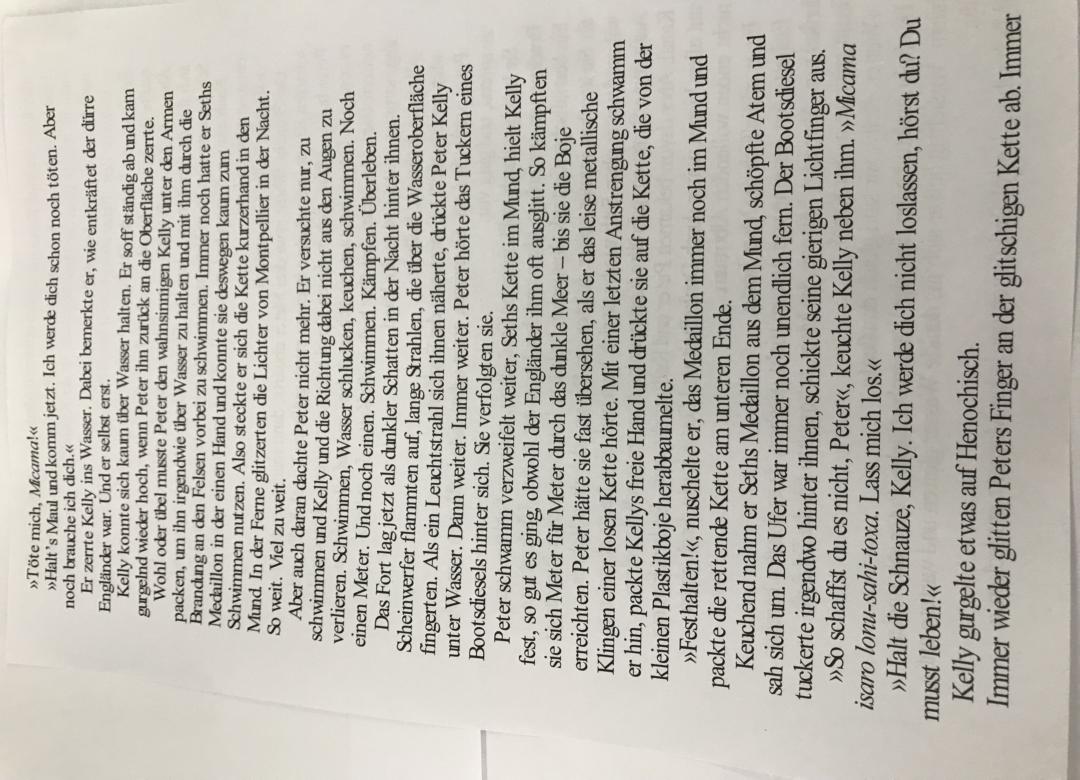 »Töte mich, Micama!«
»Halt's Maul und komm jetzt. Ich werde dich schon noch töten. Aber
noch brauche ich dich.«
Er zerrte Kelly ins Wasser. Dabei bemerkte er, wie entkräftet der dürre
Engländer war. Und er selbst erst.
Kelly konnte sich kaum über Wasser halten. Er soff ständig ab und kam
gurgelnd wieder hoch, wenn Peter ihn zurück an die Oberfläche zerrte.
Wohl oder übel musste Peter den wahnsinnigen Kelly unter den Armen
packen, um ihn irgendwie über Wasser zu halten und mit ihm durch die
Brandung an den Felsen vorbei zu schwimmen. Immer noch hatte er Seths
Medaillon in der einen Hand und konnte sie deswegen kaum zum
Schwimmen nutzen. Also steckte er sich die Kette kurzerhand in den
Mund. In der Ferne glitzerten die Lichter von Montpellier in der Nacht.
So weit. Viel zu weit.
Aber auch daran dachte Peter nicht mehr. Er versuchte nur, zu
schwimmen und Kelly und die Richtung dabei nicht aus den Augen zu
verlieren. Schwimmen, Wasser schlucken, keuchen, schwimmen. Noch
einen Meter. Und noch einen. Schwimmen. Kämpfen. Überleben.
Das Fort lag jetzt als dunkler Schatten in der Nacht hinter ihnen.
Scheinwerfer flammten auf, lange Strahlen, die über die Wasseroberfläche
fingerten. Als ein Leuchtstrahl sich ihnen näherte, drückte Peter Kelly
unter Wasser. Dann weiter. Immer weiter. Peter hörte das Tuckern eines
Bootsdiesels hinter sich. Sie verfolgten sie.
Peter schwamm verzweifelt weiter, Seths Kette im Mund, hielt Kelly
fest, so gut es ging, obwohl der Engländer ihm oft ausglitt. So kämpften
sie sich Meter für Meter durch das dunkle Meer – bis sie die Boje
erreichten. Peter hätte sie fast übersehen, als er das leise metallische
Klingen einer losen Kette hörte. Mit einer letzten Anstrengung schwamm
er hin, packte Kellys freie Hand und drückte sie auf die Kette, die von der
kleinen Plastikboje herabbaumelte.
»Festhalten!«, nuschelte er, das Medaillon immer noch im Mund und
packte die rettende Kette am unteren Ende.
Keuchend nahm er Seths Medaillon aus dem Mund, schöpfte Atem und
sah sich um. Das Ufer war immer noch unendlich fern. Der Bootsdiesel
tuckerte irgendwo hinter ihnen, schickte seine gierigen Lichtfinger aus.
»So schaffst du es nicht, Peter«, keuchte Kelly neben ihm. »Micama
isaro lonu-sahi-toxa. Lass mich los.«
»Halt die Schnauze, Kelly. Ich werde dich nicht loslassen, hörst du? Du
musst leben!«
Kelly gurgelte etwas auf Henochisch.
Immer wieder glitten Peters Finger an der glitschigen Kette ab. Immer